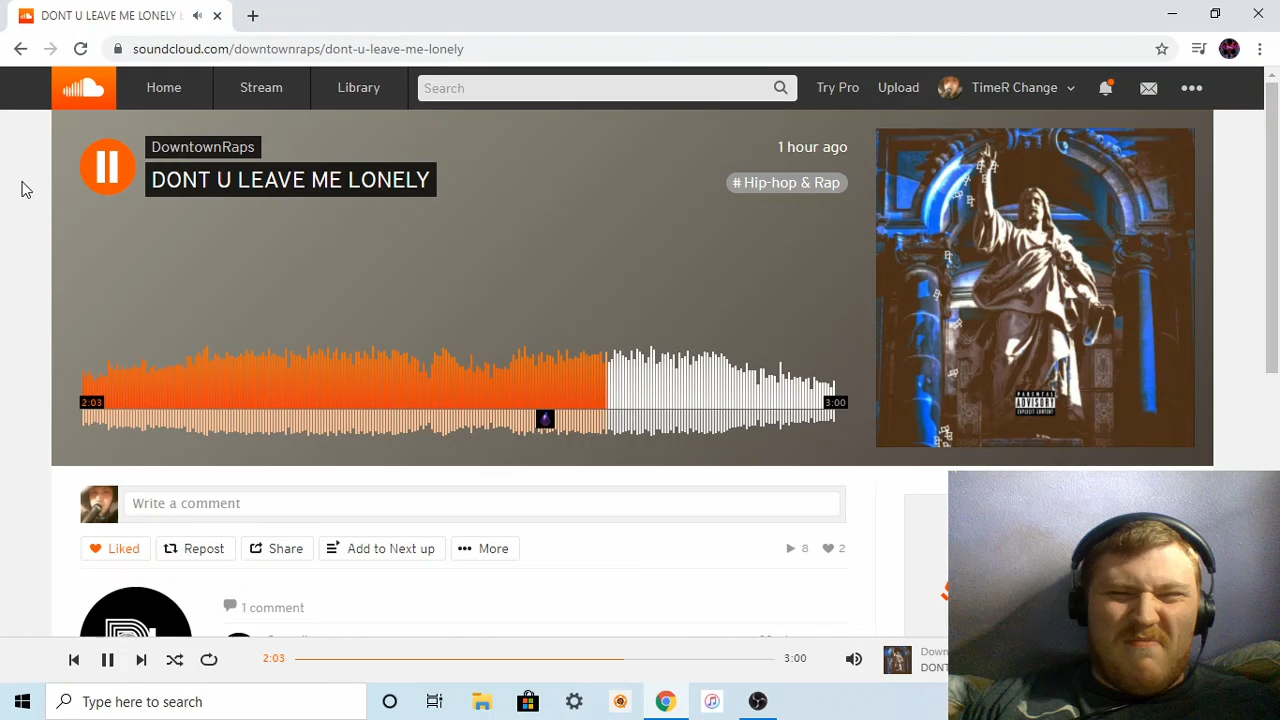 DONT U LEAVE ME LONELY
soundcloud.com/downtownraps/dont-u-leave-me-lonely
Home
Stream
Library
Search
Try Pro
Upload
TimeR Change
DowntownRaps
DONT U LEAVE ME LONELY
1 hour ago
# Hip-hop & Rap
PARENTAL
ADVISORY
EXPLICIT CONTENT
2:03
3:00
Write a comment
Liked
Repost
Share
Add to Next up
More
8
2
1 comment
2:03
3:00
Down
DONT
Type here to search